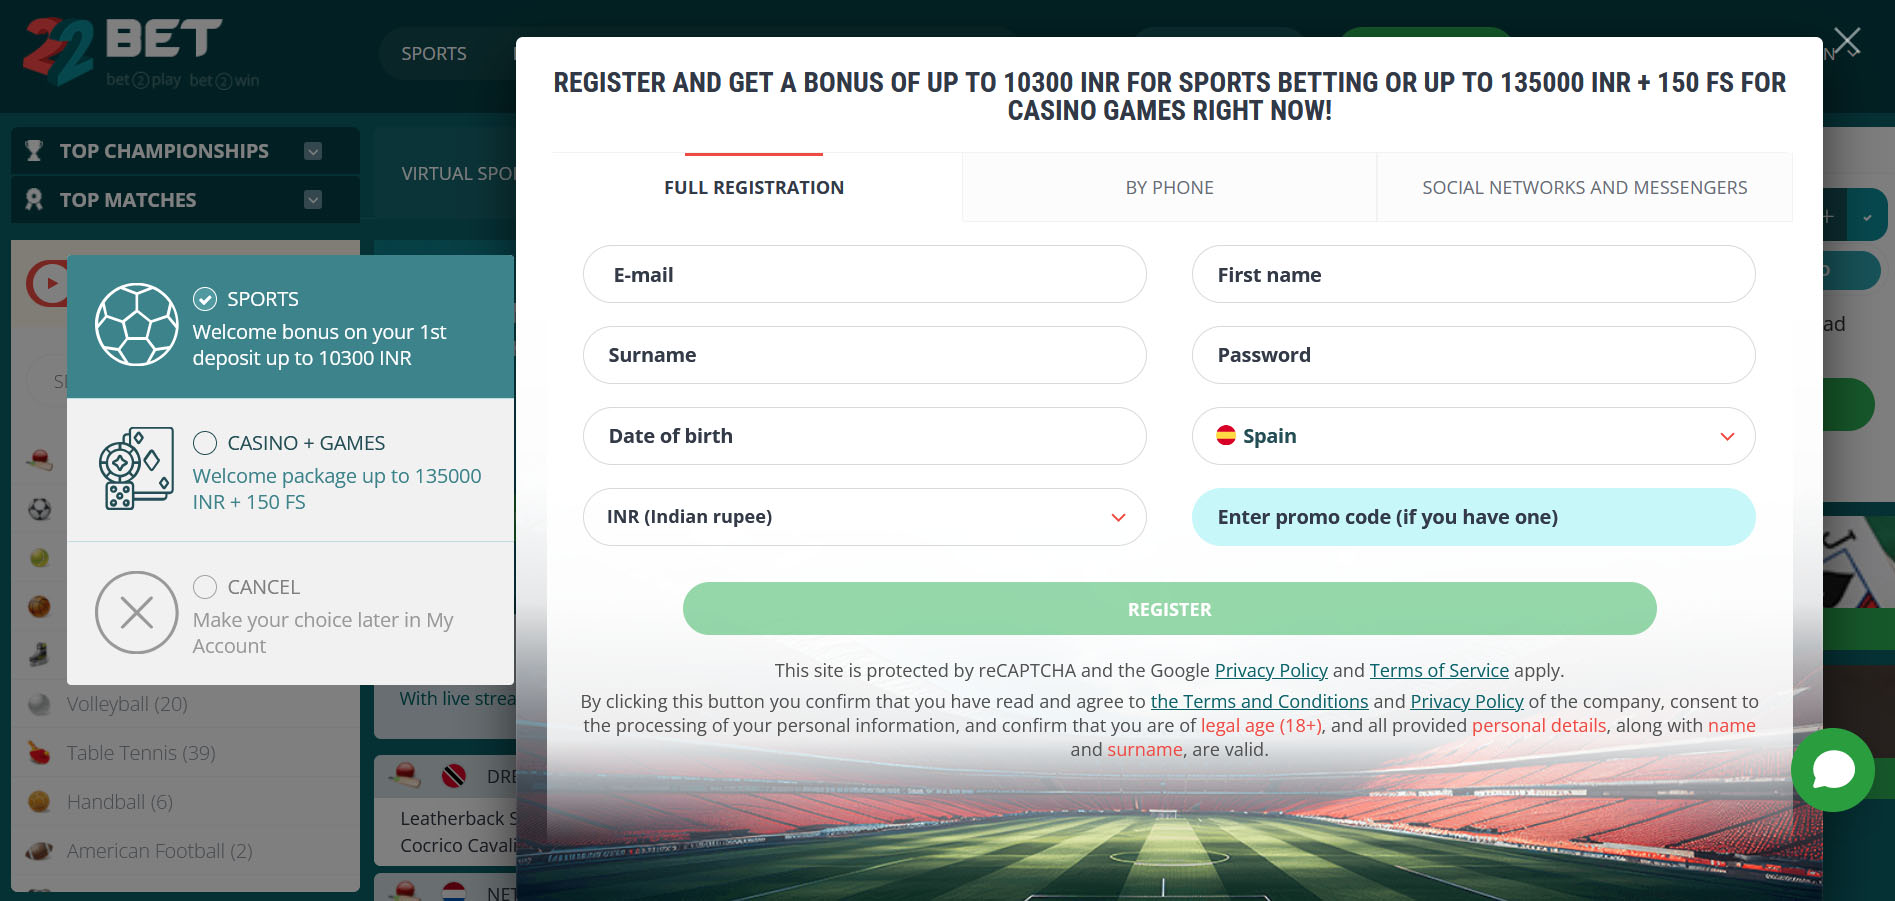 22BET
bet 2 play bet 2 win
SPORTS
REGISTER AND GET A BONUS OF UP TO 10300 INR FOR SPORTS BETTING OR UP TO 135000 INR + 150 FS FOR
CASINO GAMES RIGHT NOW!
TOP CHAMPIONSHIPS
TOP MATCHES
VIRTUAL SPO
FULL REGISTRATION
BY PHONE
SOCIAL NETWORKS AND MESSENGERS
SPORTS
Welcome bonus on your 1st
deposit up to 10300 INR
CASINO + GAMES
Welcome package up to 135000
INR + 150 FS
CANCEL
Make your choice later in My
Account
E-mail
First name
Surname
Password
Date of birth
Spain
INR (Indian rupee)
Enter promo code (if you have one)
REGISTER
This site is protected by reCAPTCHA and the Google Privacy Policy and Terms of Service apply.
By clicking this button you confirm that you have read and agree to the Terms and Conditions and Privacy Policy of the company, consent to
the processing of your personal information, and confirm that you are of legal age (18+), and all provided personal details, along with name
and surname, are valid.
Volleyball (20)
Table Tennis (39)
Handball (6)
American Football (2)
With live strea
DRE
Leatherback S
Cocrico Cavali
NET
ad